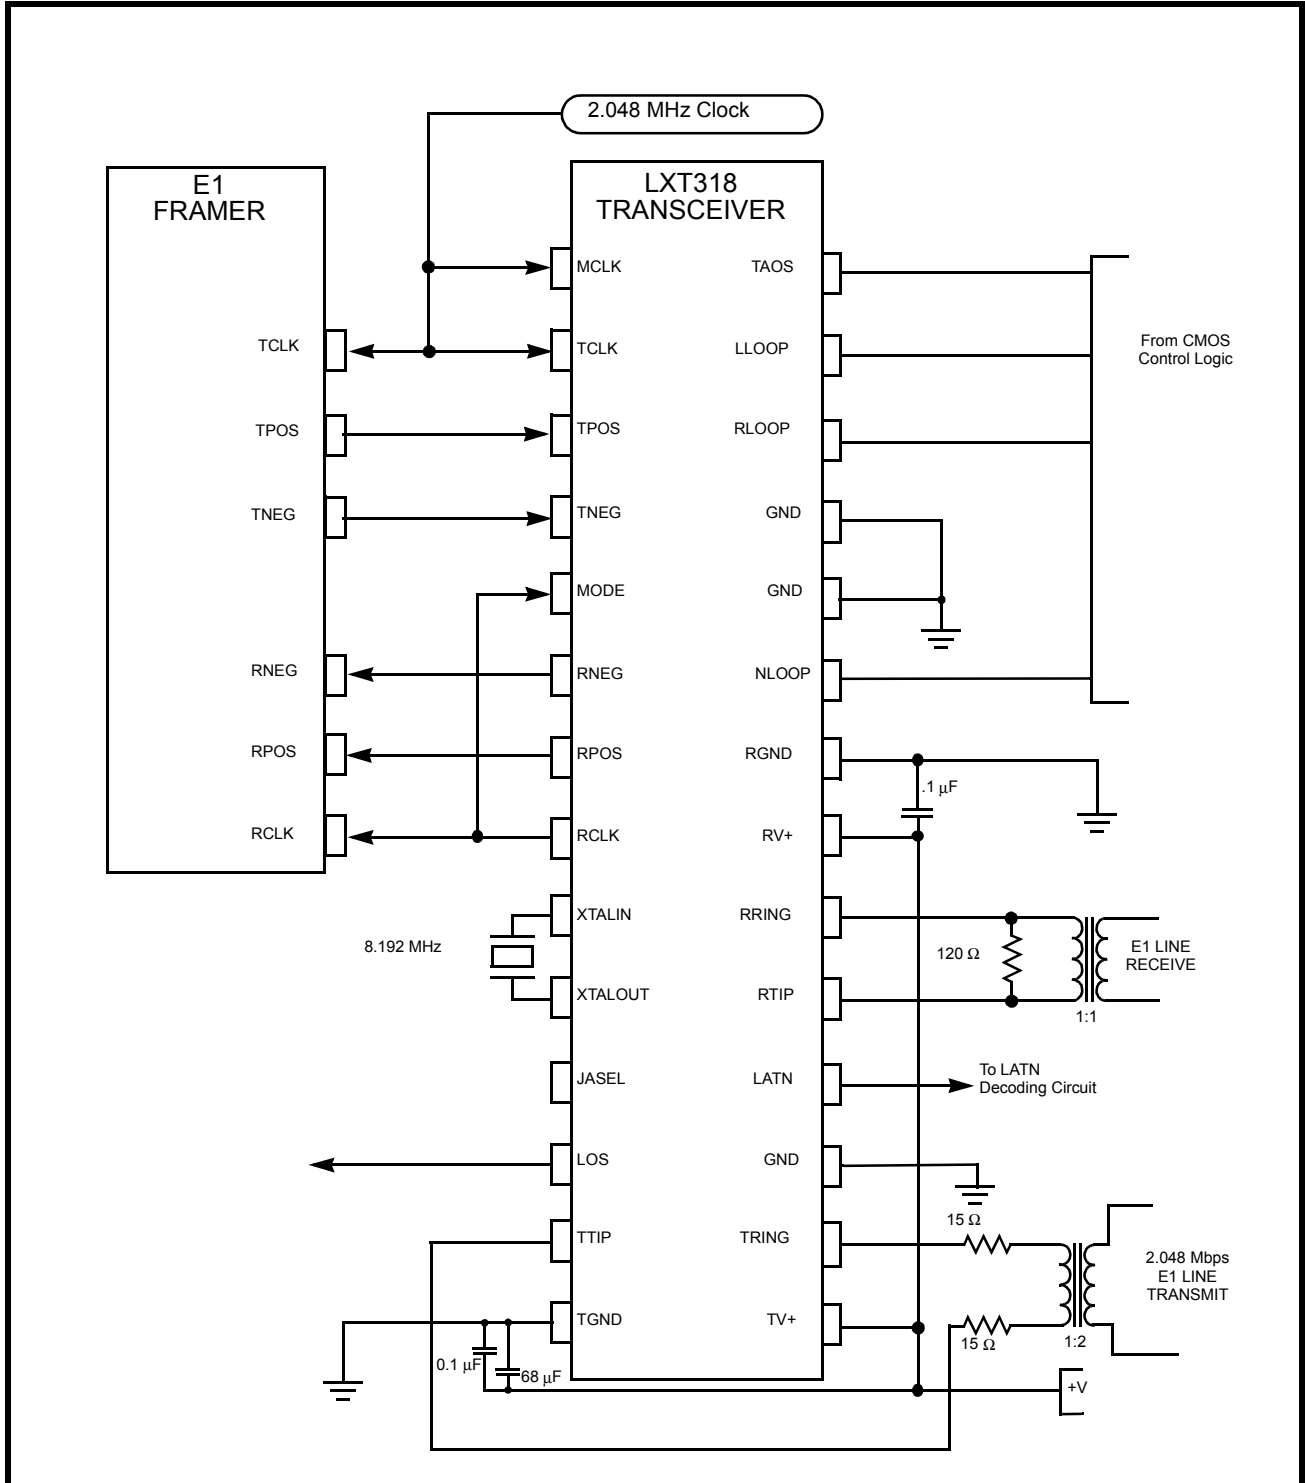 2.048 MHz Clock
E1
FRAMER
TCLK
TPOS
TNEG
RNEG
RPOS
RCLK
LXT318
TRANSCEIVER
MCLK
TCLK
TPOS
TNEG
MODE
RNEG
RPOS
RCLK
XTALIN
XTALOUT
JASEL
LOS
TTIP
TGND
TAOS
LLOOP
RLOOP
GND
GND
NLOOP
RGND
RV+
RRING
RTIP
LATN
GND
TRING
TV+
From CMOS
Control Logic
.1 μF
8.192 MHz
120 Ω
E1 LINE
RECEIVE
1:1
To LATN
Decoding Circuit
15 Ω
2.048 Mbps
E1 LINE
TRANSMIT
15 Ω
1:2
0.1 μF
68 μF
+V